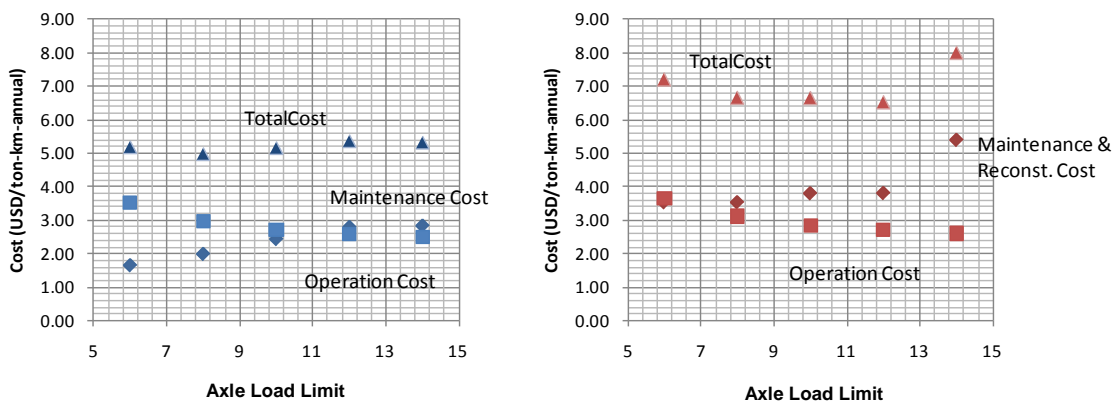 9.00
8.00
7.00
6.00
5.00
4.00
3.00
2.00
1.00
0.00
Cost (USD/ton-km-annual)
TotalCost
Maintenance Cost
Operation Cost
5 7 9 11 13 15
Axle Load Limit
9.00
8.00
7.00
6.00
5.00
4.00
3.00
2.00
1.00
0.00
Cost (USD/ton-km-annual)
TotalCost
Maintenance &
Reconst. Cost
Operation Cost
5 7 9 11 13 15
Axle Load Limit